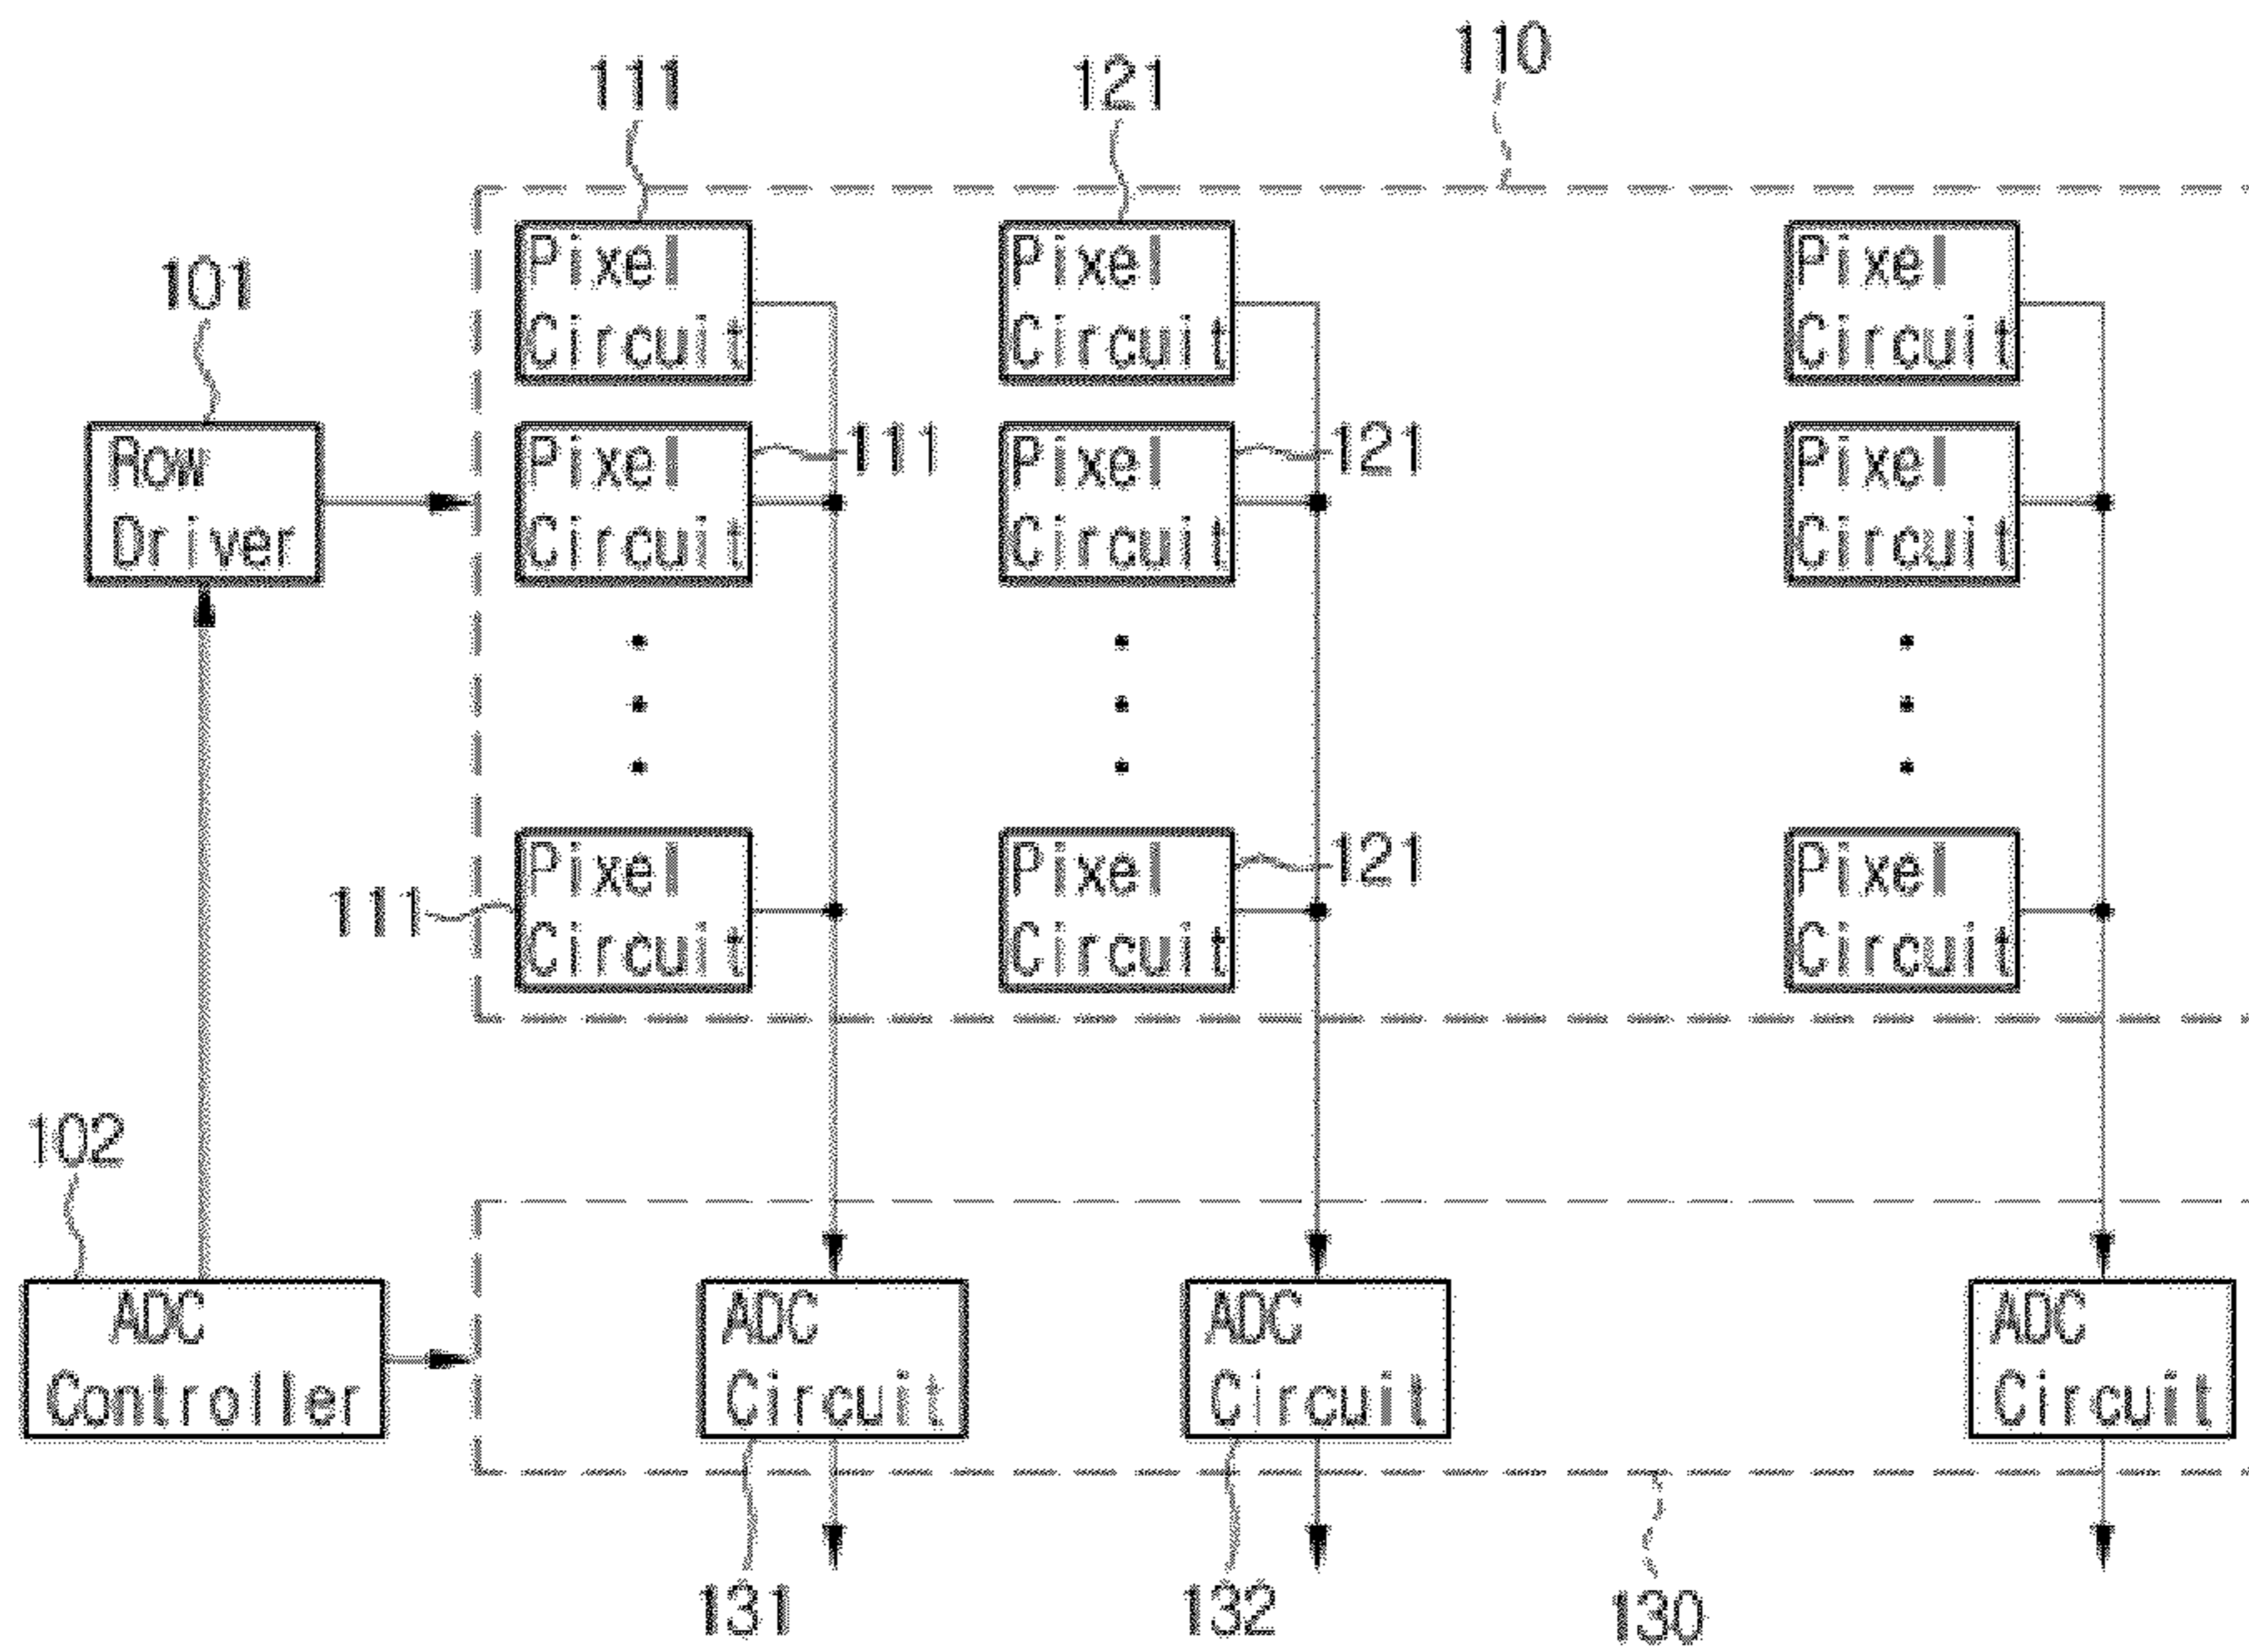 110
111
121
Pixel
Circuit
Pixel
Circuit
Pixel
Circuit
101
Row
Driver
Pixel
Circuit
111
Pixel
Circuit
121
Pixel
Circuit
Pixel
Circuit
111
Pixel
Circuit
121
Pixel
Circuit
102
ADC
Controller
ADC
Circuit
ADC
Circuit
ADC
Circuit
131
132
130